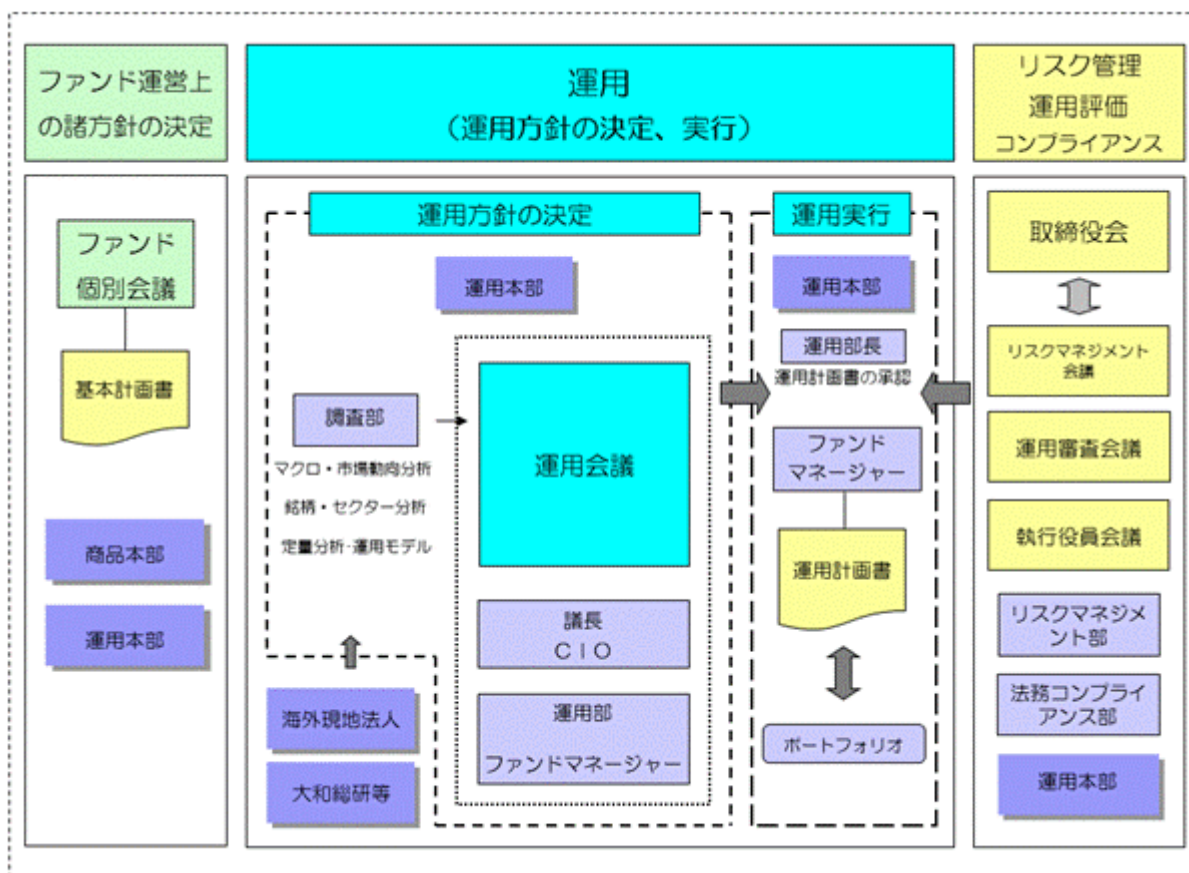 ファンド運営上
の諸方針の決定
運用
（運用方針の決定、実行）
リスク管理
運用評価
コンプライアンス
ファンド
個別会議
基本計画書
商品本部
運用本部
運用方針の決定
運用本部
調査部
マクロ・市場動向分析
銘柄・セクター分析
定量分析・運用モデル
運用会議
議長
ＣＩＯ
運用部
ファンドマネージャー
海外現地法人
大和総研等
運用実行
運用本部
運用部長
運用計画書の承認
ファンド
マネージャー
運用計画書
ポートフォリオ
取締役会
リスクマネジメント
会議
運用審査会議
執行役員会議
リスクマネジメ
ント部
法務コンプライ
アンス部
運用本部